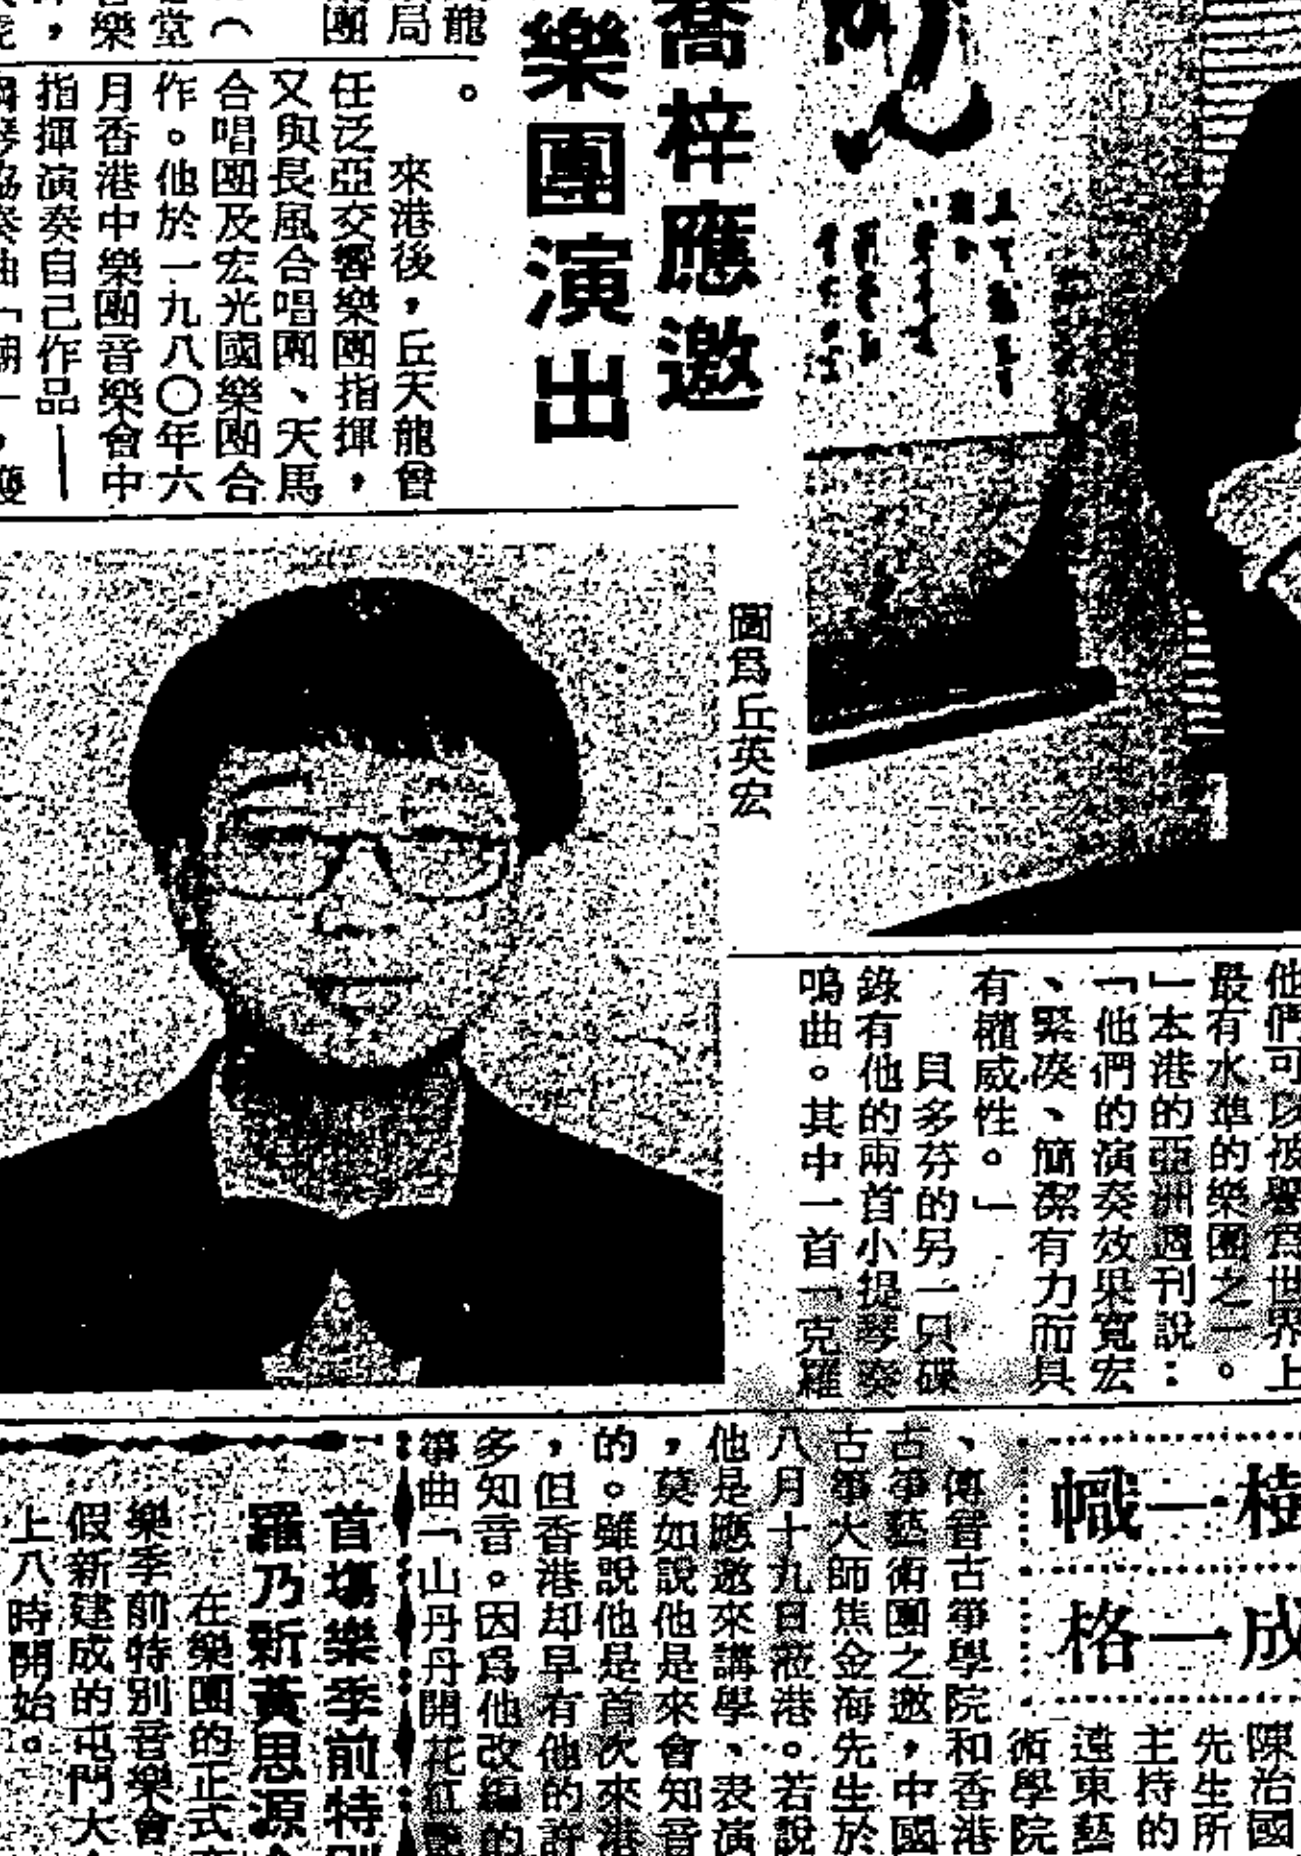 喬梓應邀
樂團演出
龍
局
團
。
來港後，丘天龍曾
任泛亞交響樂團指揮，
又與長風合唱團、天馬
合唱團及宏光國樂團合
作。他於一九八〇年六
月香港中樂團音樂會中
指揮演奏自己作品——
圖爲丘英宏
他們可以被譽爲世界上
最有水準的樂團之一。
」本港的亞洲週刊說：
「他們的演奏效果寬宏
、緊湊、簡潔有力而具
有權威性。」
貝多芬的另一只碟
錄有他的兩首小提琴奏
鳴曲。其中一首「克羅
一幟
成一格
陳治國
先生所
主持的
遠東藝
術學院
、傳晉古箏學院和香港
古箏藝術團之邀，中國
古箏大師焦金海先生於
八月十九日蒞港。若說
他是應邀來講學、表演
，莫如說他是來會知音
的。雖說他是首次來港
，但香港却早有他的許
多知音。因爲他改編的
箏曲「山丹丹開花紅
首塲樂季前特別
羅乃新黃思源
在樂團的正式
樂季前特別音樂會
假新建成的屯門大
上八時開始。